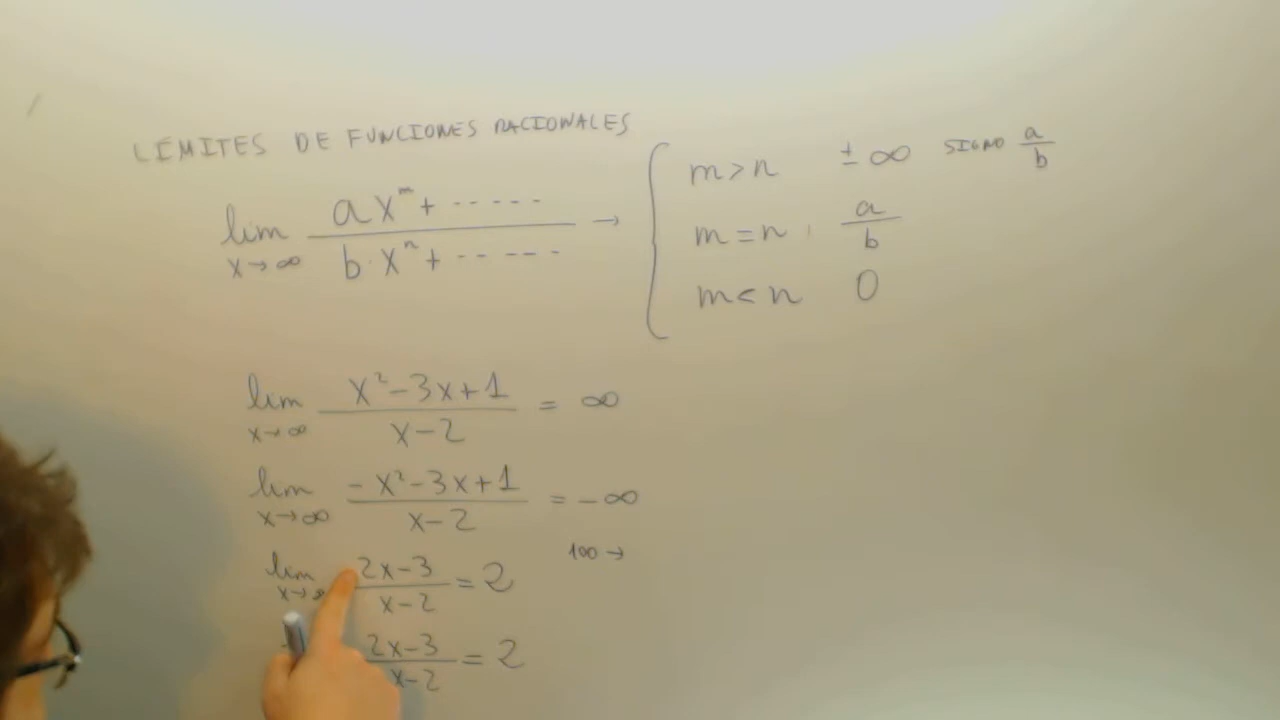 LÍMITES DE FUNCIONES RACIONALES
lim x→∞ (ax^m + ·····)/(b·x^n + ·····) → {
m>n ±∞ SIGNO a/b
m=n a/b
m<n 0
lim x→∞ (x²-3x+1)/(x-2) = ∞
lim x→∞ (-x²-3x+1)/(x-2) = -∞
100 →
lim x→∞ (2x-3)/(x-2) = 2
(2x-3)/(x-2) = 2